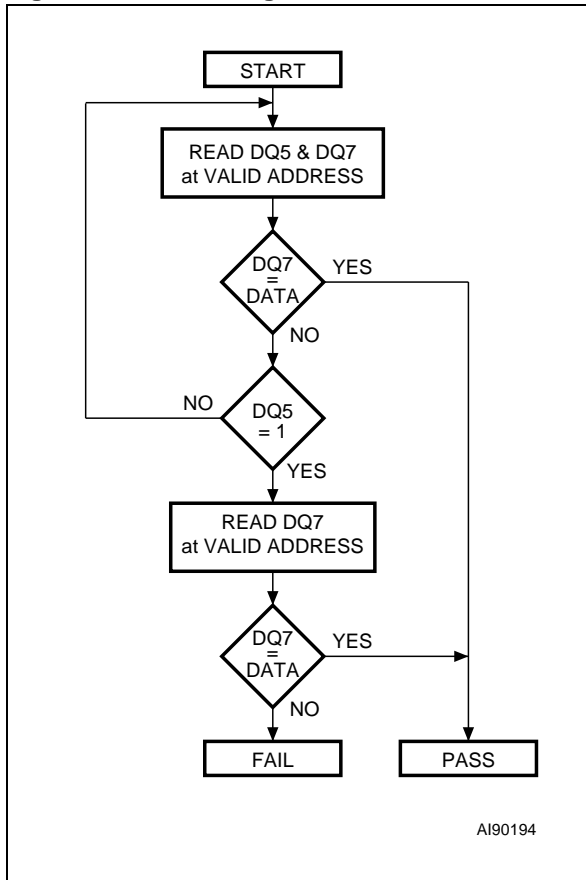 START
READ DQ5 & DQ7
at VALID ADDRESS
DQ7
=
DATA
YES
NO
DQ5
= 1
NO
YES
READ DQ7
at VALID ADDRESS
DQ7
=
DATA
YES
NO
FAIL
PASS
AI90194